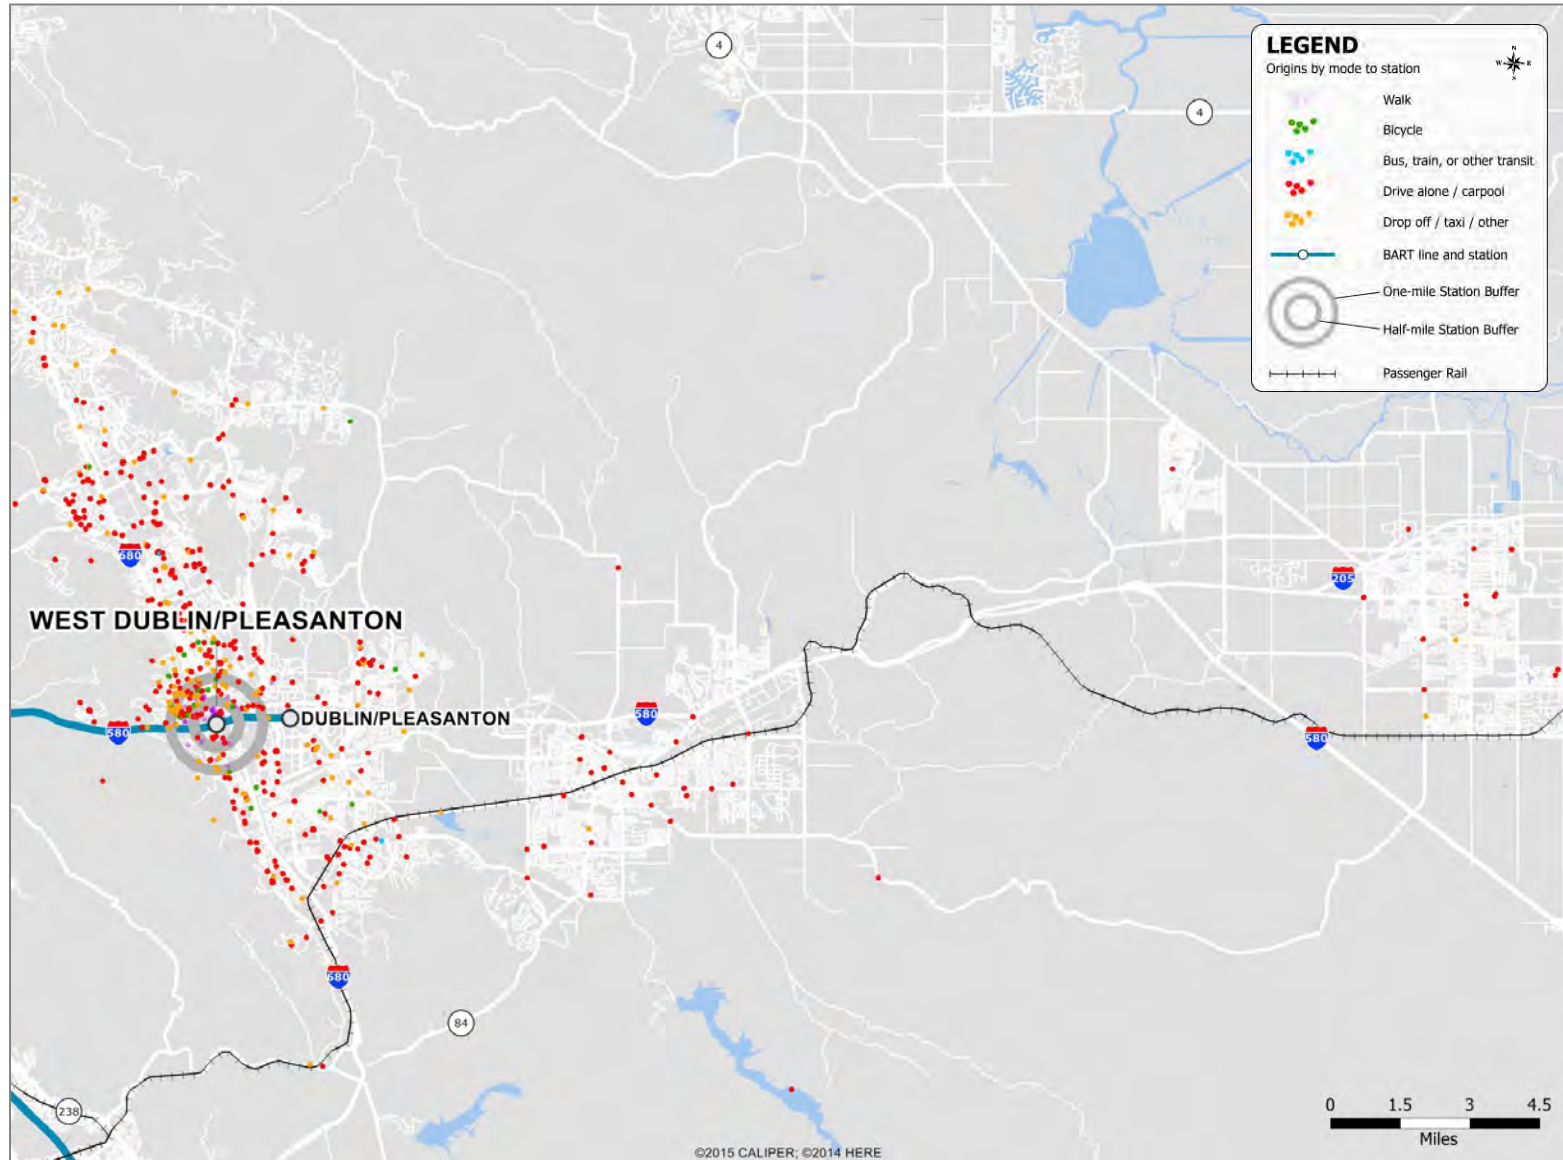 4
LEGEND
Origins by mode to station
N
W E
S
Walk
Bicycle
Bus, train, or other transit
Drive alone / carpool
Drop off / taxi / other
BART line and station
One-mile Station Buffer
Half-mile Station Buffer
Passenger Rail
4
680
205
WEST DUBLIN/PLEASANTON
DUBLIN/PLEASANTON
580
580
580
680
84
238
0 1.5 3 4.5
Miles
©2015 CALIPER; ©2014 HERE